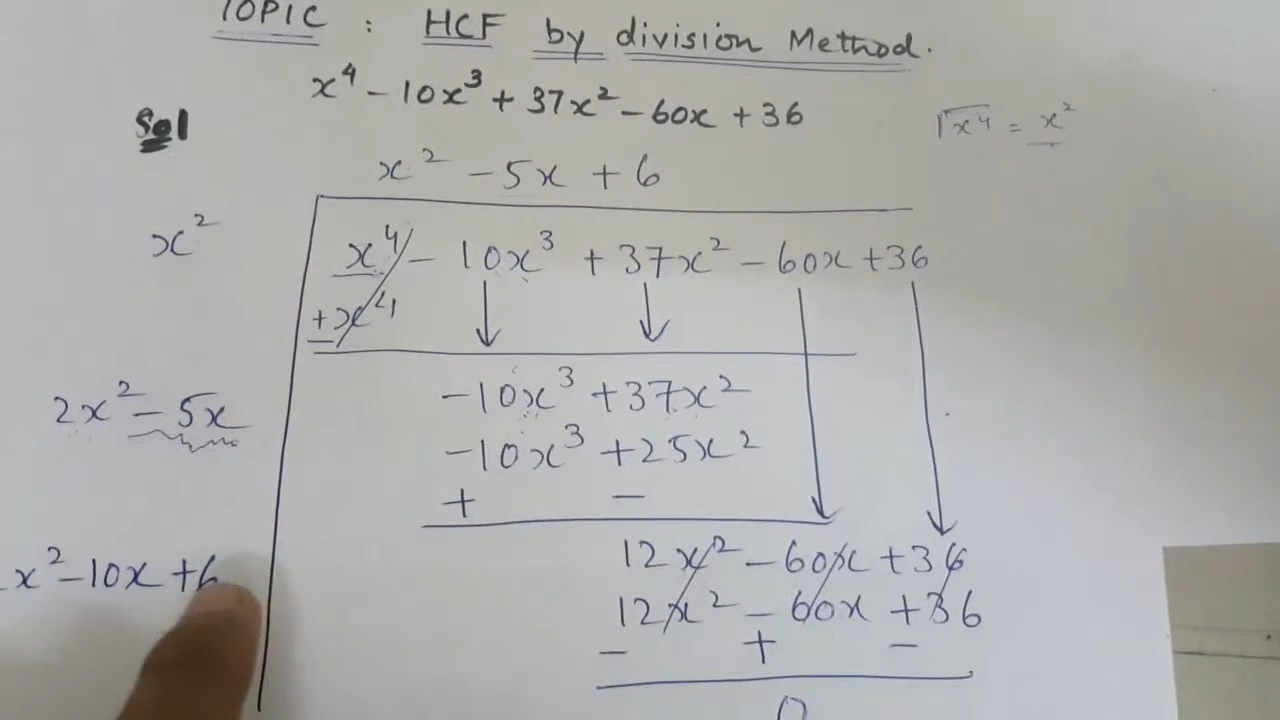 TOPIC : HCF by division Method.
x⁴ - 10x³ + 37x² - 60x + 36
Sol
√x⁴ = x²
x² - 5x + 6
x²
x⁴ - 10x³ + 37x² - 60x + 36
+x⁴
-
-10x³ + 37x²
2x² - 5x
-10x³ + 25x²
+ -
12x² - 60x + 36
x² - 10x + 6
12x² - 60x + 36
- + -
0